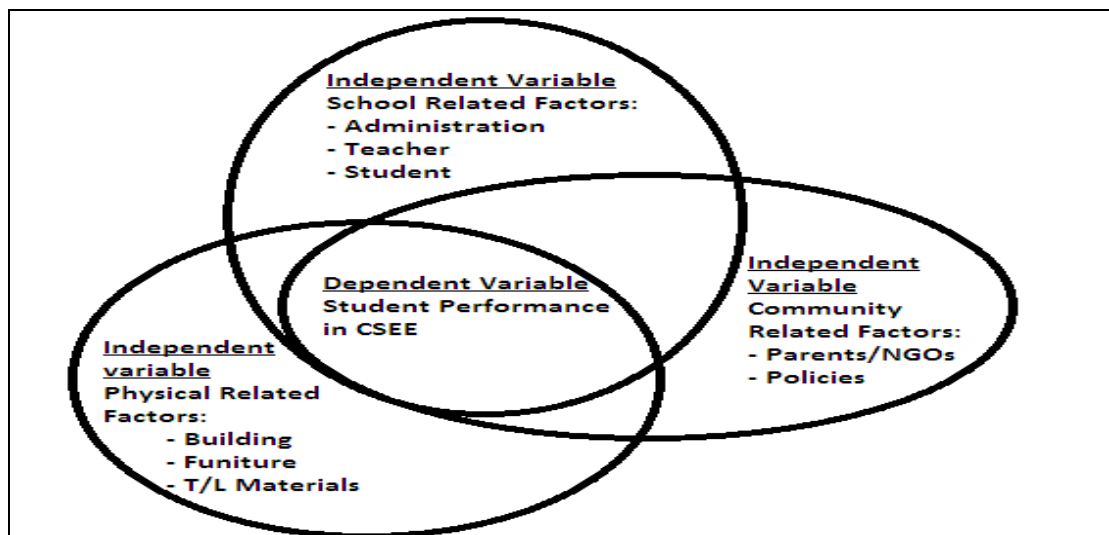 Independent Variable
School Related Factors:
- Administration
- Teacher
- Student
Independent
Variable
Community
Related Factors:
- Parents/NGOs
- Policies
Dependent Variable
Student Performance
in CSEE
Independent
variable
Physical Related
Factors:
- Building
- Funiture
- T/L Materials